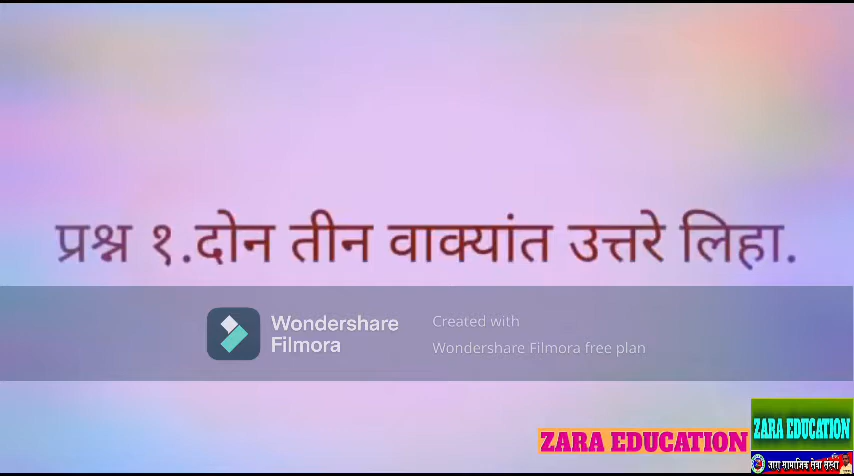 प्रश्न १.दोन तीन वाक्यांत उत्तरे लिहा.
Wondershare
Filmora
Created with
Wondershare Filmora free plan
ZARA EDUCATION
ZARA EDUCATION
जारा सामाजिक सेवा संस्था